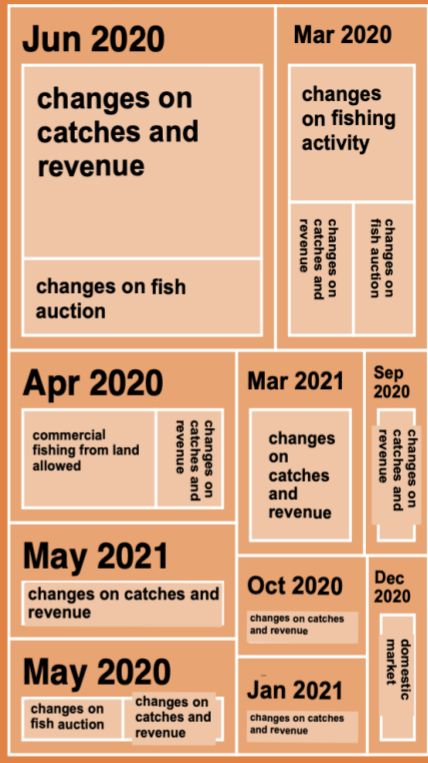 Jun 2020
changes on
catches and
revenue
changes on fish
auction
Mar 2020
changes
on fishing
activity
changes on
catches and
revenue
changes on
fish auction
Apr 2020
commercial
fishing from land
allowed
changes on
catches and
revenue
Mar 2021
changes
on
catches
and
revenue
Sep
2020
changes on
catches and
revenue
May 2021
changes on catches and
revenue
May 2020
changes on
fish auction
changes on
catches and
revenue
Oct 2020
changes on catches
and revenue
Jan 2021
changes on catches
and revenue
Dec
2020
domestic
market